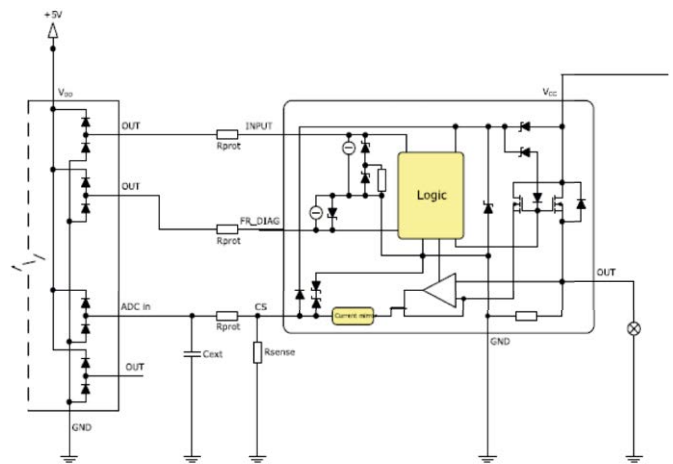 +5V
VDD
VCC
OUT
Rprot
INPUT
Logic
OUT
FR_DIAG
Rprot
OUT
ADC in
Rprot
CS
Current mirror
Cext
Rsense
GND
OUT
GND